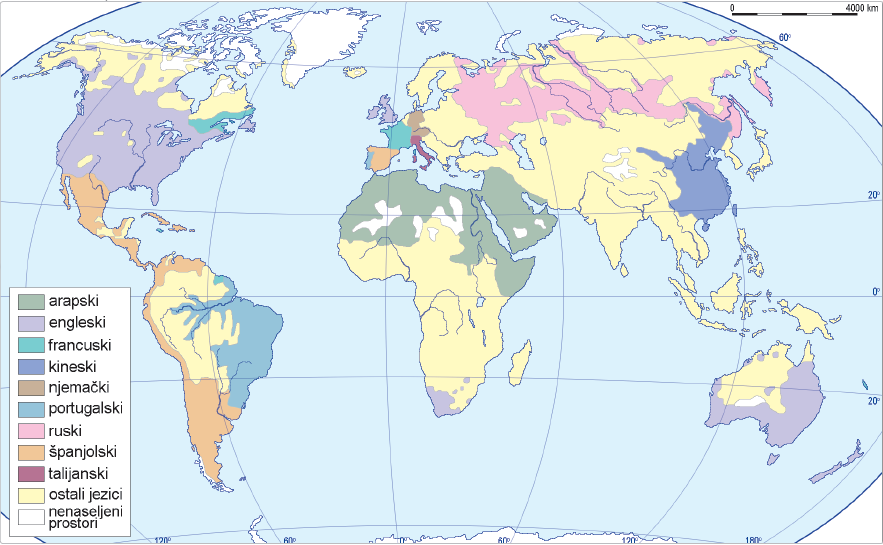 0 4000 km
60°
20°
0°
20°
arapski
engleski
francuski
kineski
njemački
portugalski
ruski
španjolski
talijanski
ostali jezici
nenaseljeni
prostori
120° 60° 0° 60° 120° 180°